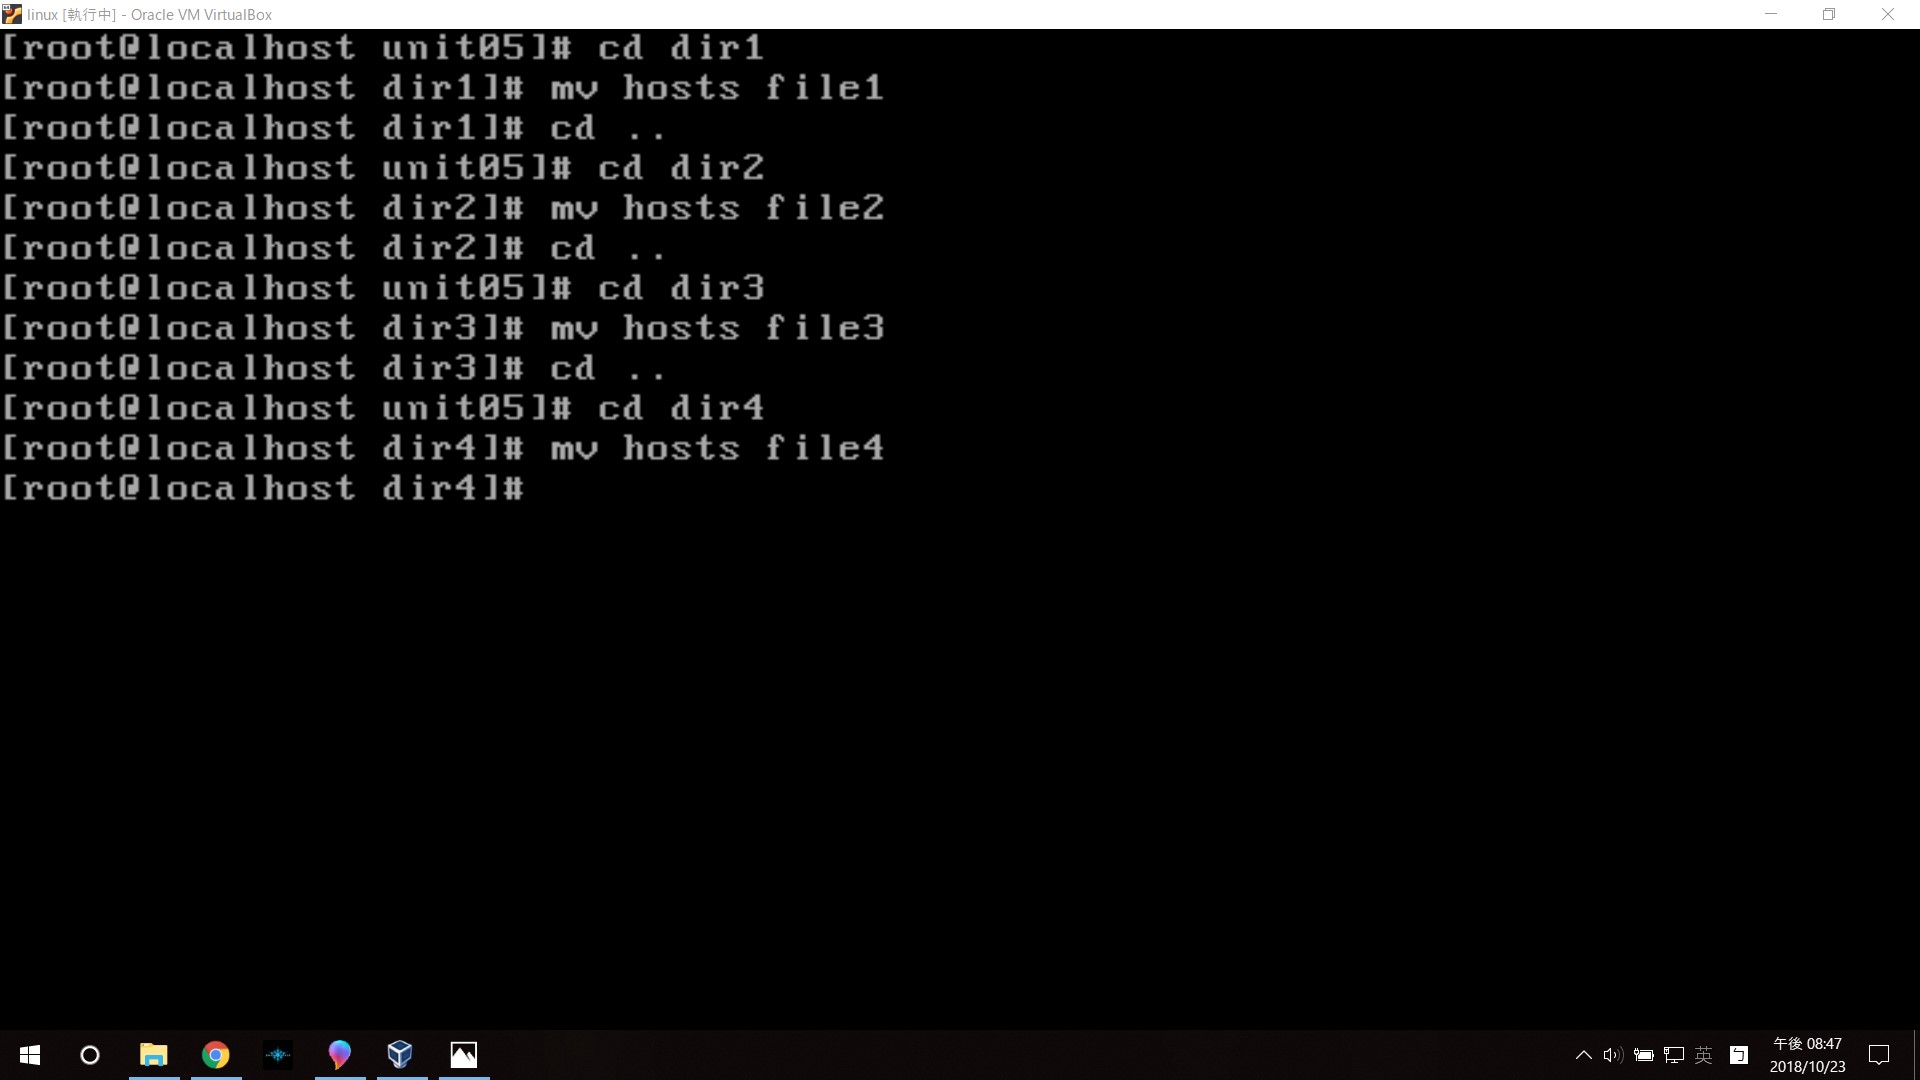 linux [執行中] - Oracle VM VirtualBox
[root@localhost unit05]# cd dir1
[root@localhost dir1]# mv hosts file1
[root@localhost dir1]# cd ..
[root@localhost unit05]# cd dir2
[root@localhost dir2]# mv hosts file2
[root@localhost dir2]# cd ..
[root@localhost unit05]# cd dir3
[root@localhost dir3]# mv hosts file3
[root@localhost dir3]# cd ..
[root@localhost unit05]# cd dir4
[root@localhost dir4]# mv hosts file4
[root@localhost dir4]#
英
ㄅ
午後 08:47
2018/10/23